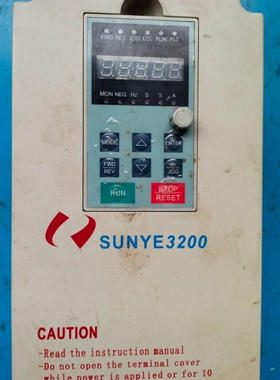 FWD REV JOG LCL RUN FLT
MON NEG Hz S % A
MODE ENTER
FWD
REV
JOG
RUN
STOP
RESET
SUNYE3200
CAUTION
-Read the instruction manual
-Do not open the terminal cover
while power is applied or for 10